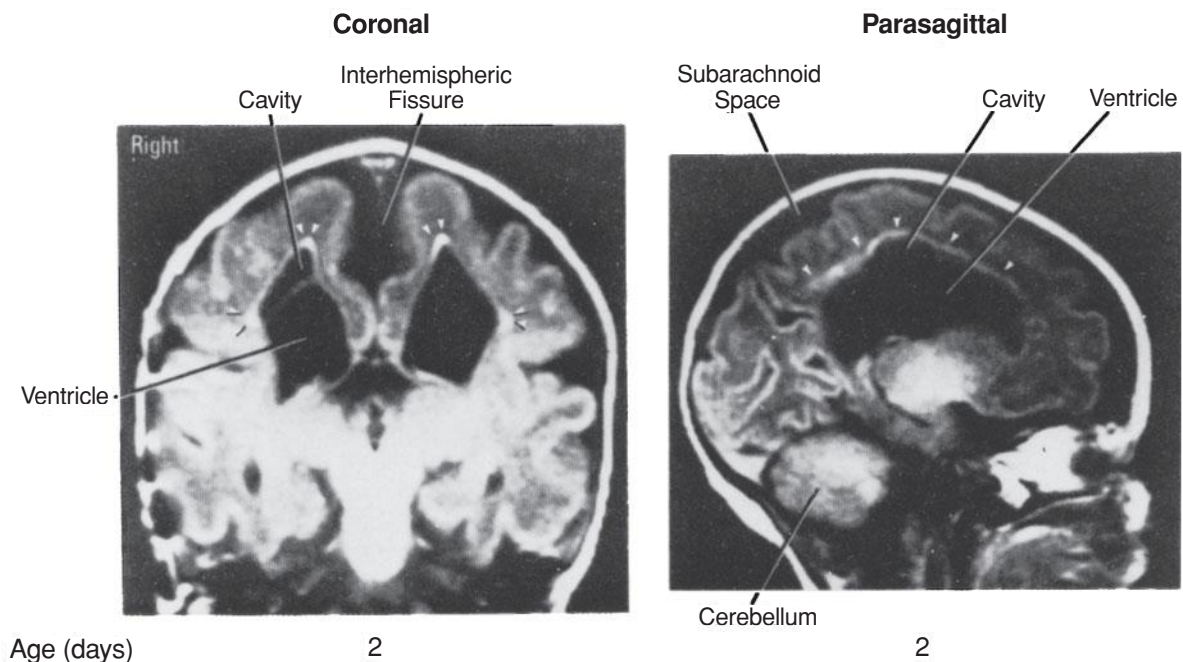 Coronal
Parasagittal
Interhemispheric
Fissure
Cavity
Subarachnoid
Space
Cavity
Ventricle
Right
Ventricle
Cerebellum
Age (days)
2
2